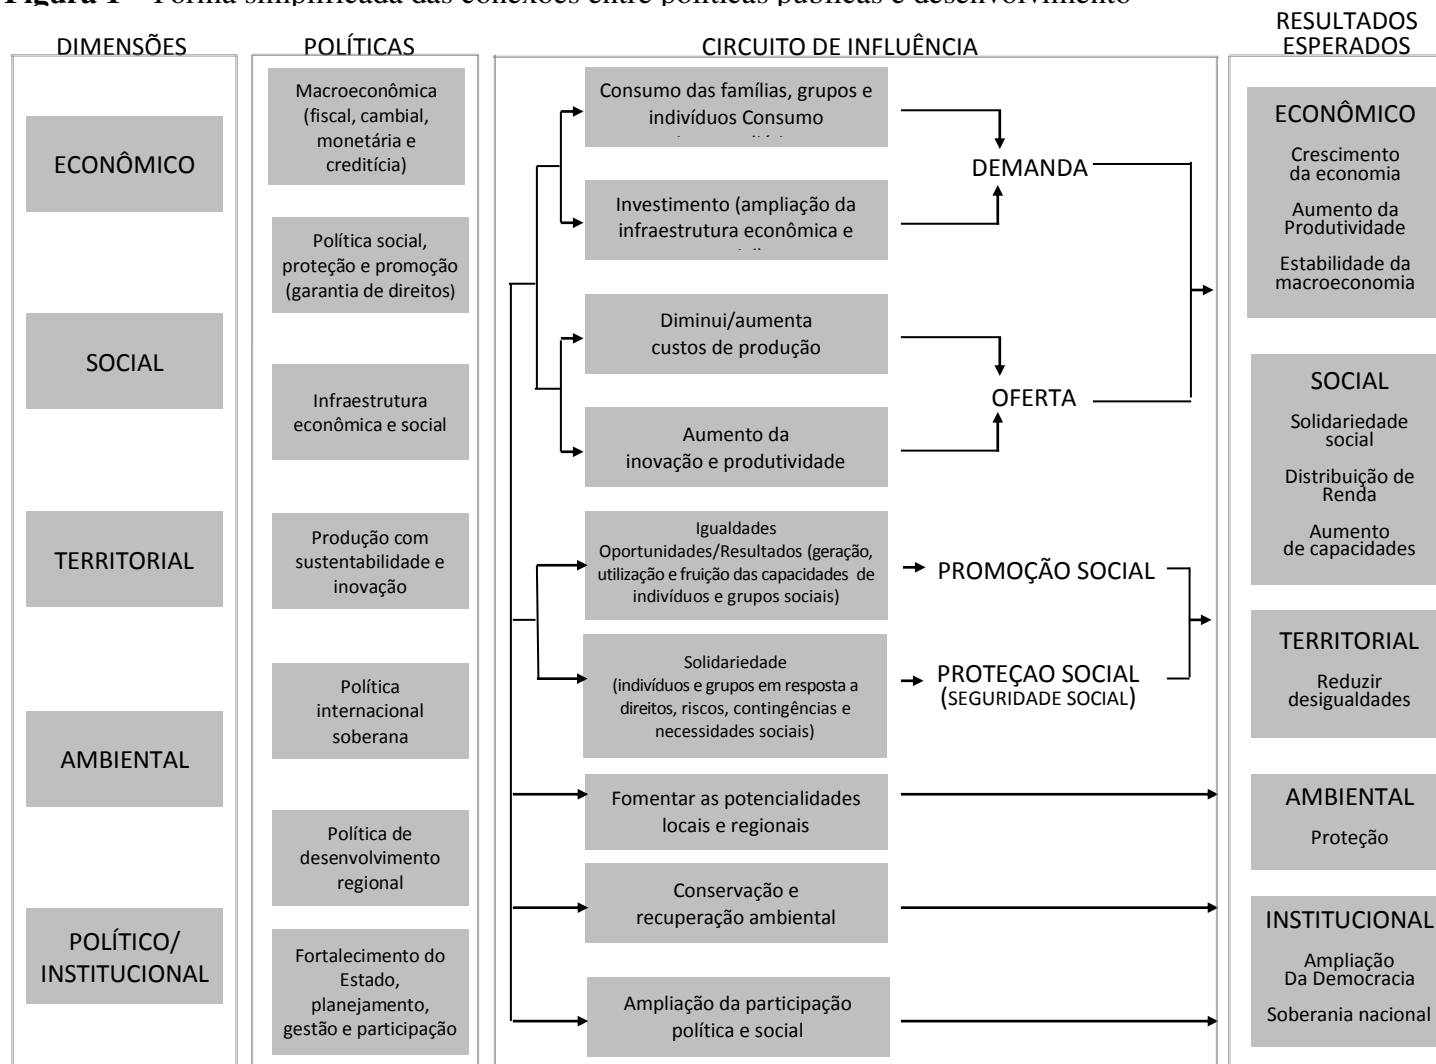 Figura 1 – Forma simplificada das conexões entre políticas públicas e desenvolvimento
DIMENSÕES
ECONÔMICO
SOCIAL
TERRITORIAL
AMBIENTAL
POLÍTICO/
INSTITUCIONAL
POLÍTICAS
Macroeconômica
(fiscal, cambial,
monetária e
creditícia)
Política social,
proteção e promoção
(garantia de direitos)
Infraestrutura
econômica e social
Produção com
sustentabilidade e
inovação
Política
internacional
soberana
Política de
desenvolvimento
regional
Fortalecimento do
Estado,
planejamento,
gestão e participação
CIRCUITO DE INFLUÊNCIA
Consumo das famílias, grupos e
indivíduos Consumo
Investimento (ampliação da
infraestrutura econômica e
DEMANDA
Diminui/aumenta
custos de produção
Aumento da
inovação e produtividade
OFERTA
Igualdades
Oportunidades/Resultados (geração,
utilização e fruição das capacidades de
indivíduos e grupos sociais)
PROMOÇÃO SOCIAL
Solidariedade
(indivíduos e grupos em resposta a
direitos, riscos, contingências e
necessidades sociais)
PROTEÇAO SOCIAL
(SEGURIDADE SOCIAL)
Fomentar as potencialidades
locais e regionais
Conservação e
recuperação ambiental
Ampliação da participação
política e social
RESULTADOS
ESPERADOS
ECONÔMICO
Crescimento
da economia
Aumento da
Produtividade
Estabilidade da
macroeconomia
SOCIAL
Solidariedade
social
Distribuição de
Renda
Aumento
de capacidades
TERRITORIAL
Reduzir
desigualdades
AMBIENTAL
Proteção
INSTITUCIONAL
Ampliação
Da Democracia
Soberania nacional